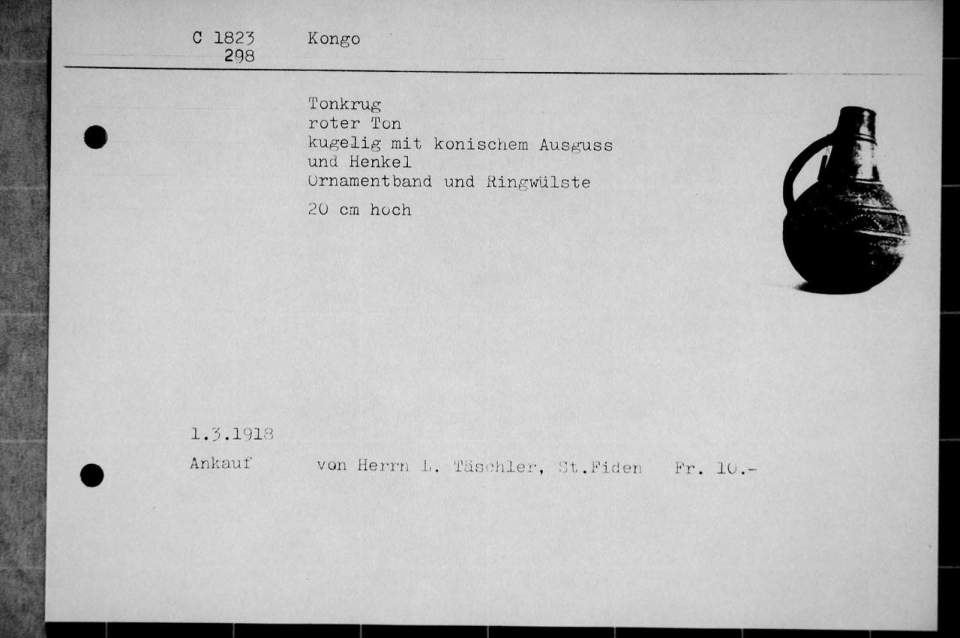 C 1823 Kongo
298
Tonkrug
roter Ton
kugelig mit konischem Ausguss
und Henkel
Ornamentband und Ringwülste
20 cm hoch
1.3.1918
Ankauf von Herrn L. Täschler, St.Fiden Fr. 10.-